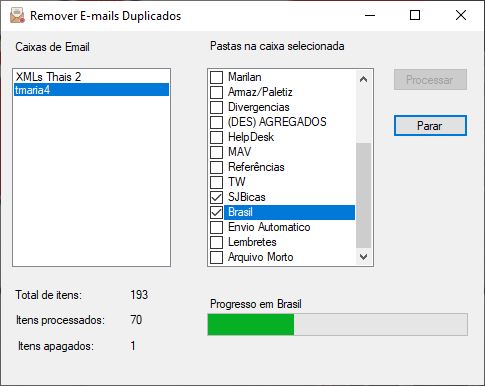 Remover E-mails Duplicados
Caixas de Email
Pastas na caixa selecionada
XMLs Thais 2
tmaria4
Marilan
Armaz/Paletiz
Divergencias
(DES) AGREGADOS
HelpDesk
MAV
Referências
TW
SJBicas
Brasil
Envio Automatico
Lembretes
Arquivo Morto
Processar
Parar
Total de itens: 193
Itens processados: 70
Itens apagados: 1
Progresso em Brasil